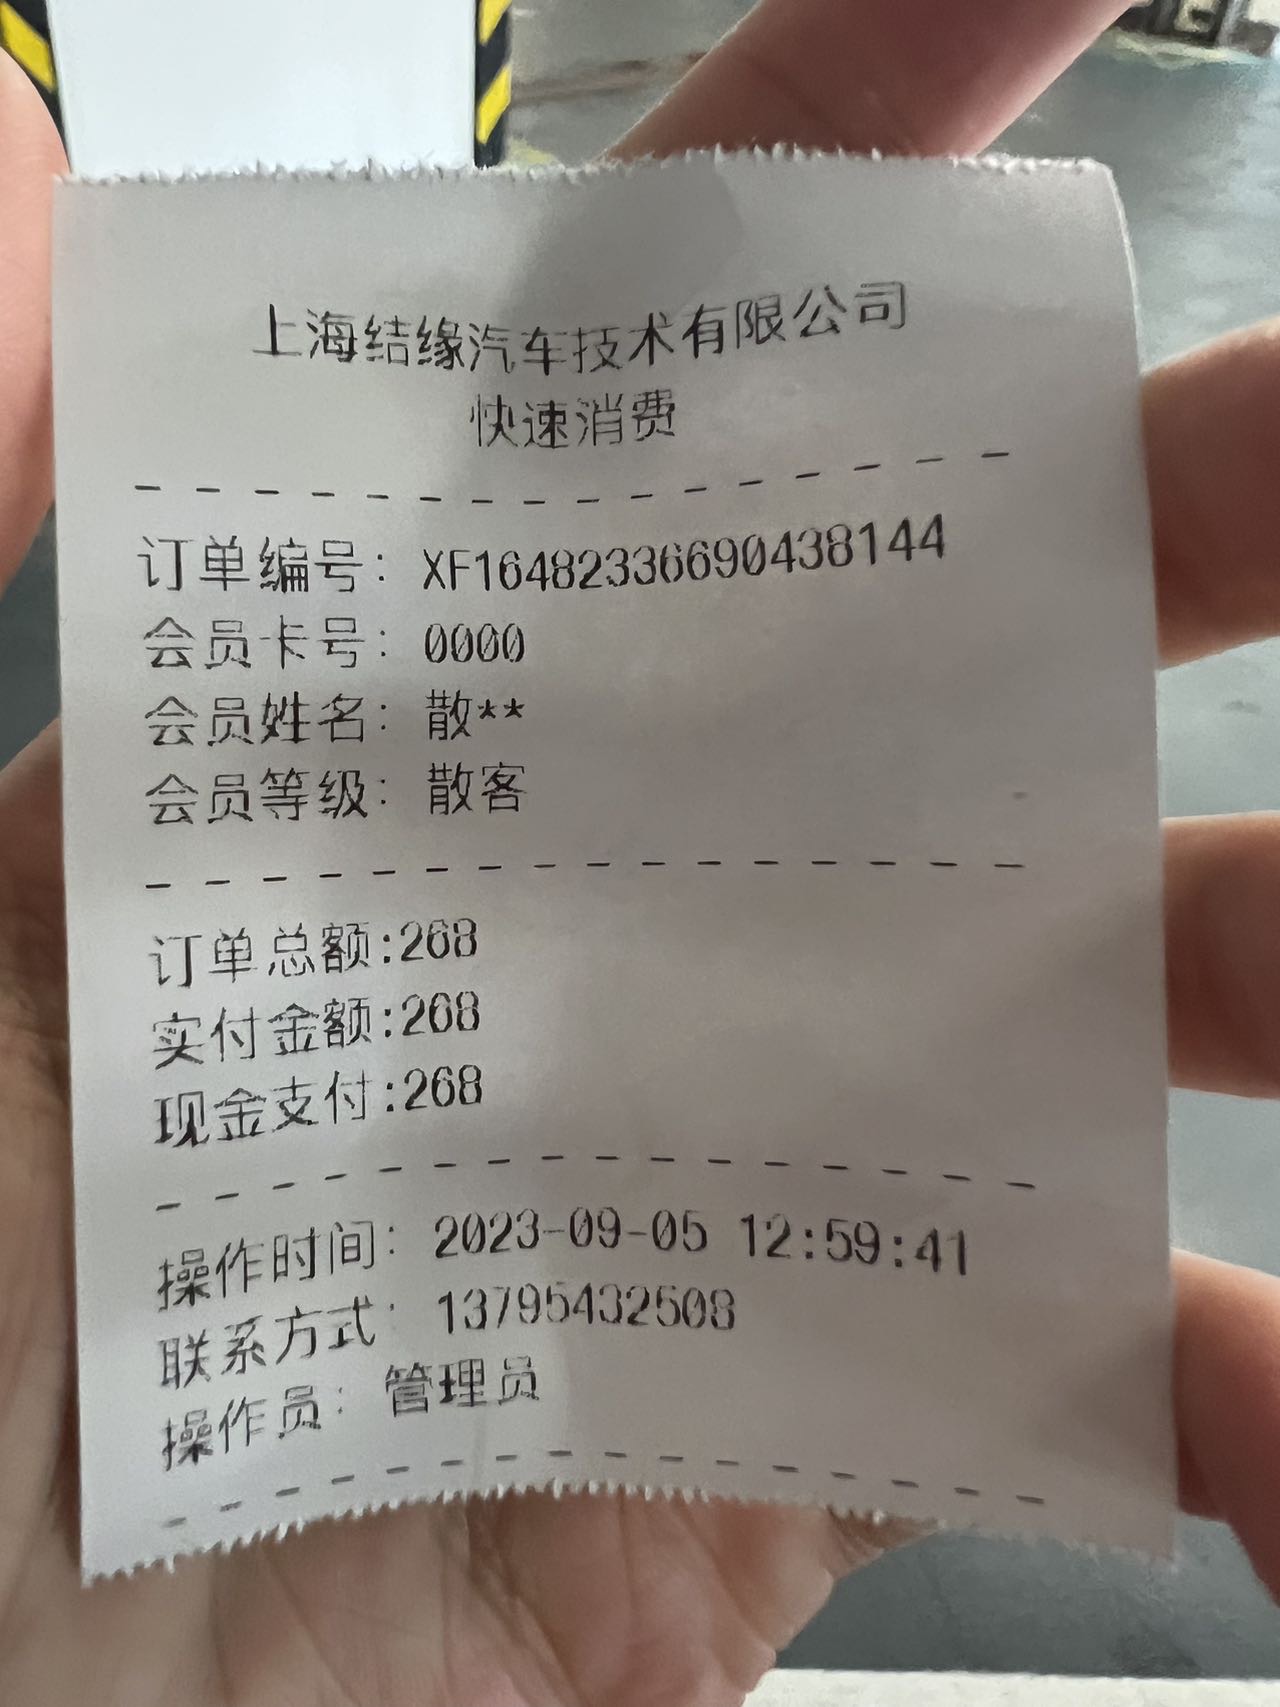 上海结缘汽车技术有限公司
快速消费
订单编号：XF164823366690438144
会员卡号：0000
会员姓名：散**
会员等级：散客
订单总额:268
实付金额:268
现金支付:268
操作时间：2023-09-05 12:59:41
联系方式：13795432508
操作员：管理员